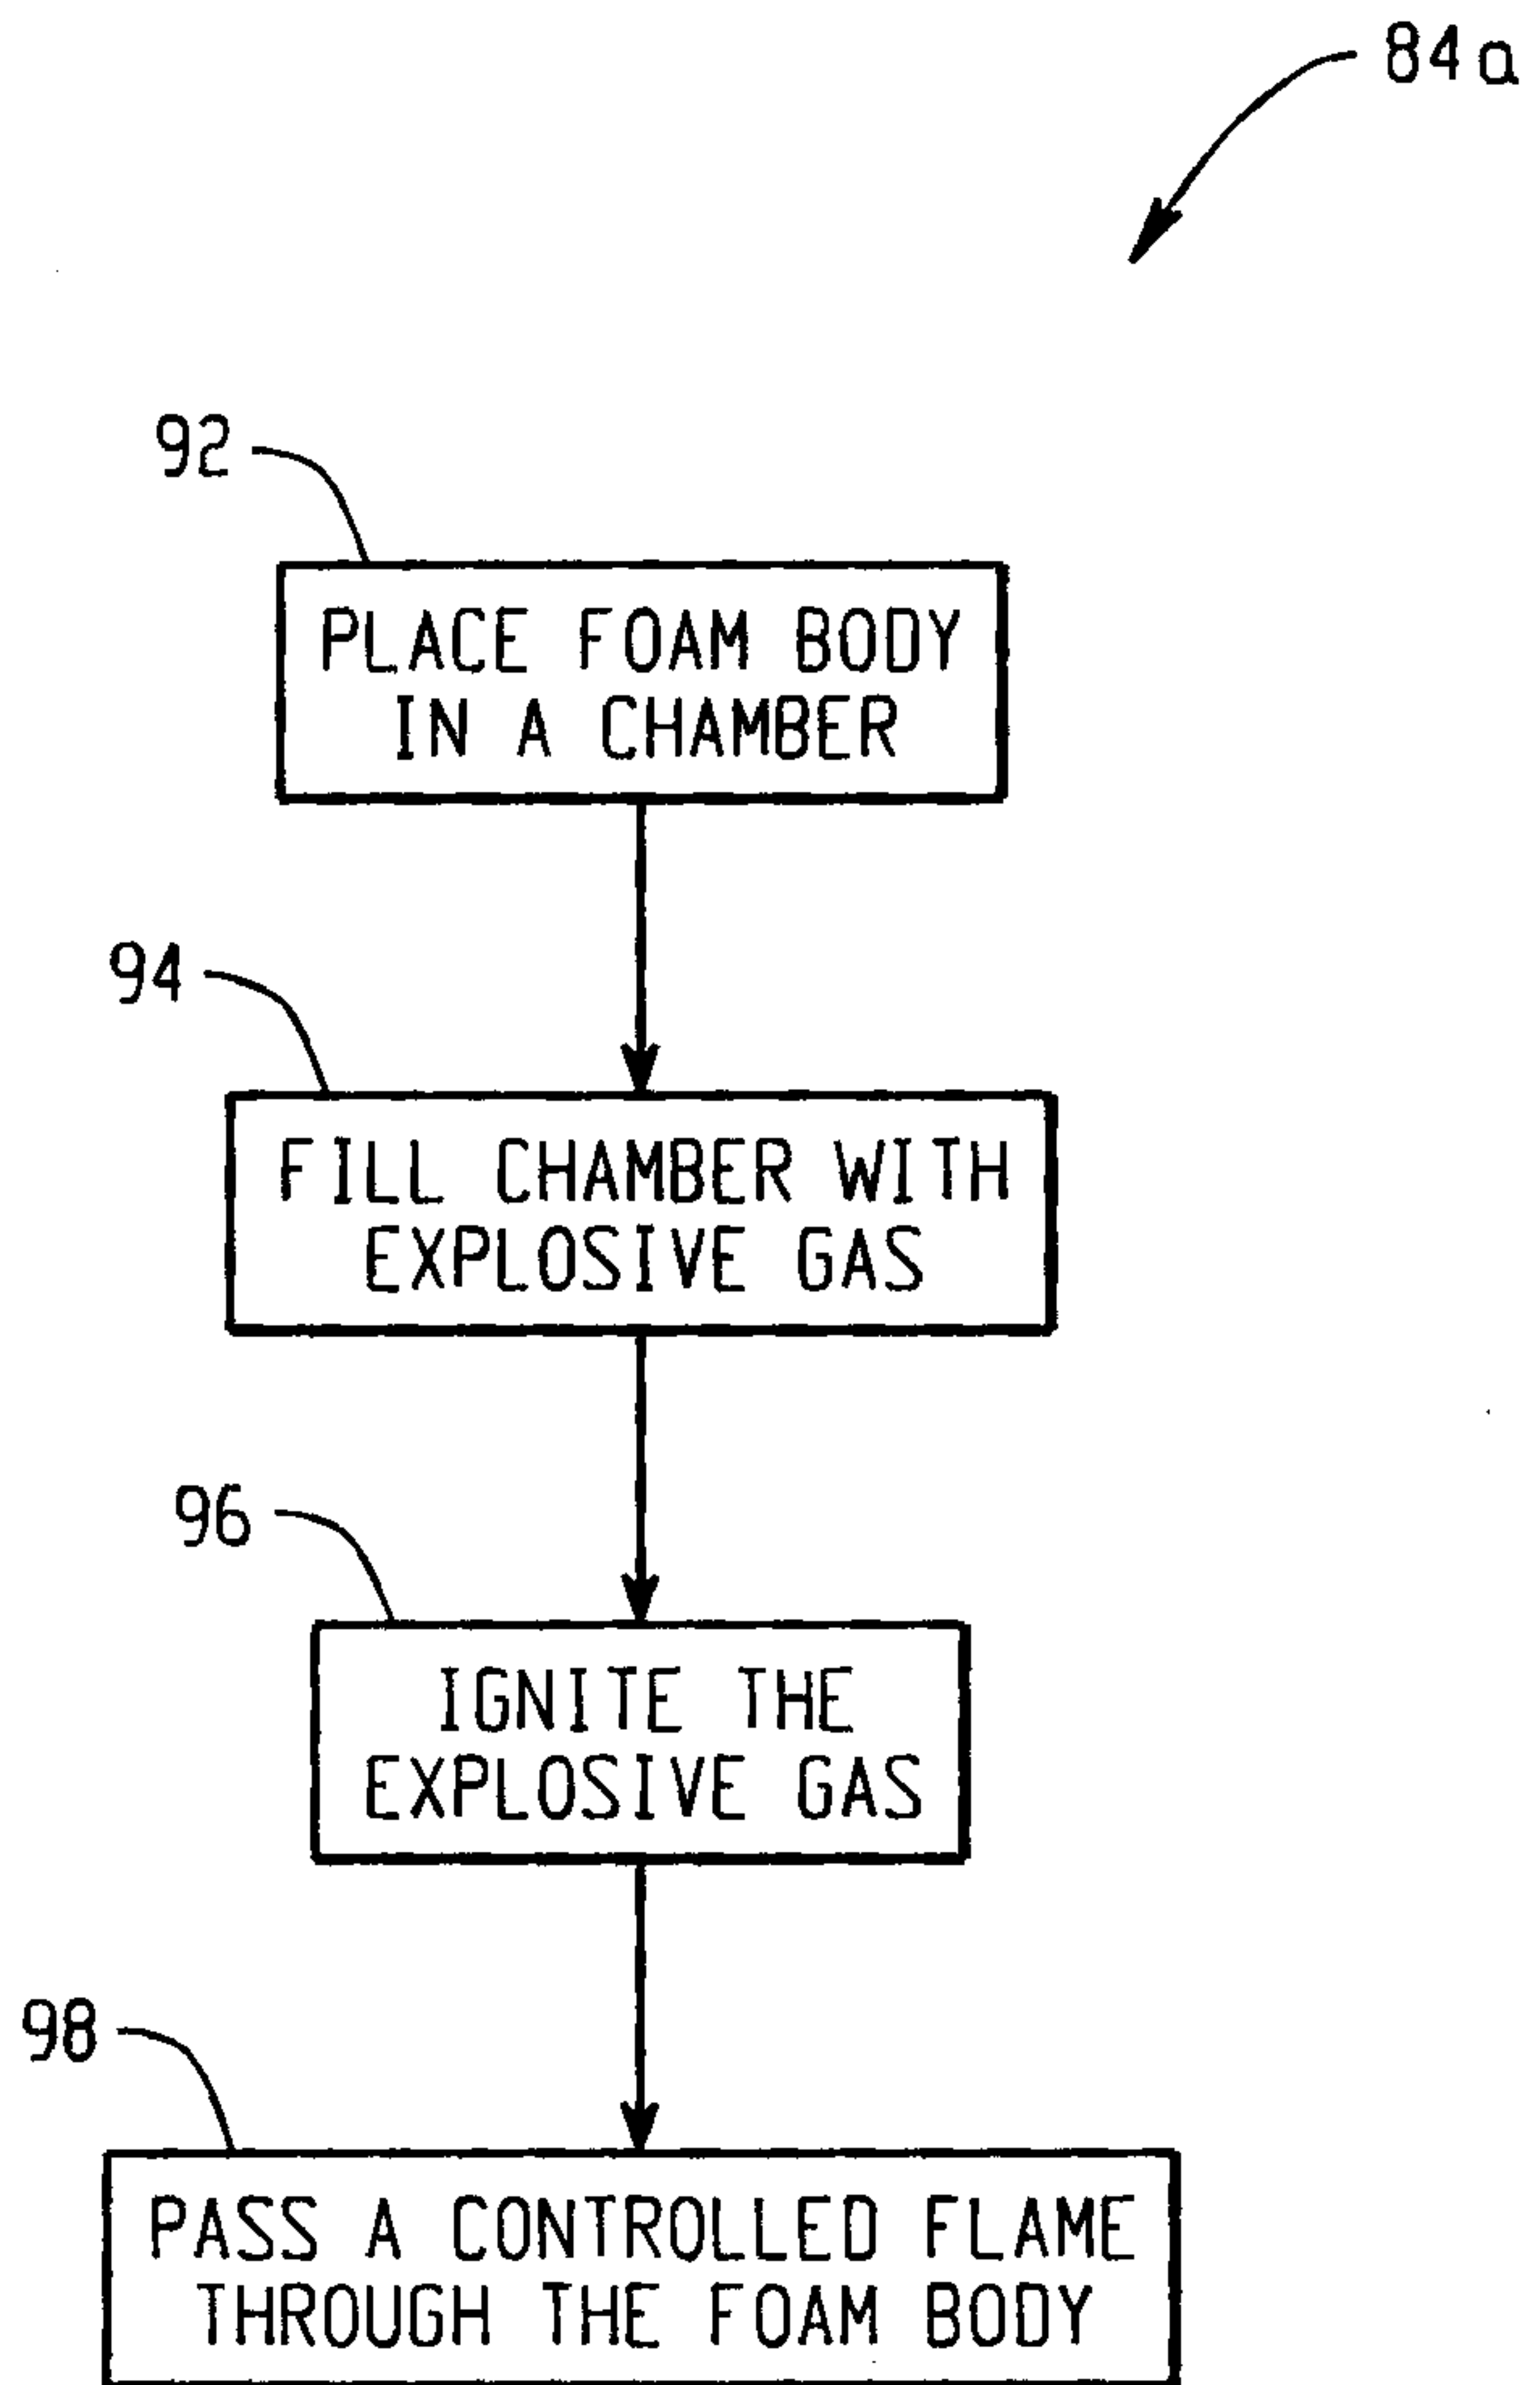 84a
92
PLACE FOAM BODY
IN A CHAMBER
94
FILL CHAMBER WITH
EXPLOSIVE GAS
96
IGNITE THE
EXPLOSIVE GAS
98
PASS A CONTROLLED FLAME
THROUGH THE FOAM BODY